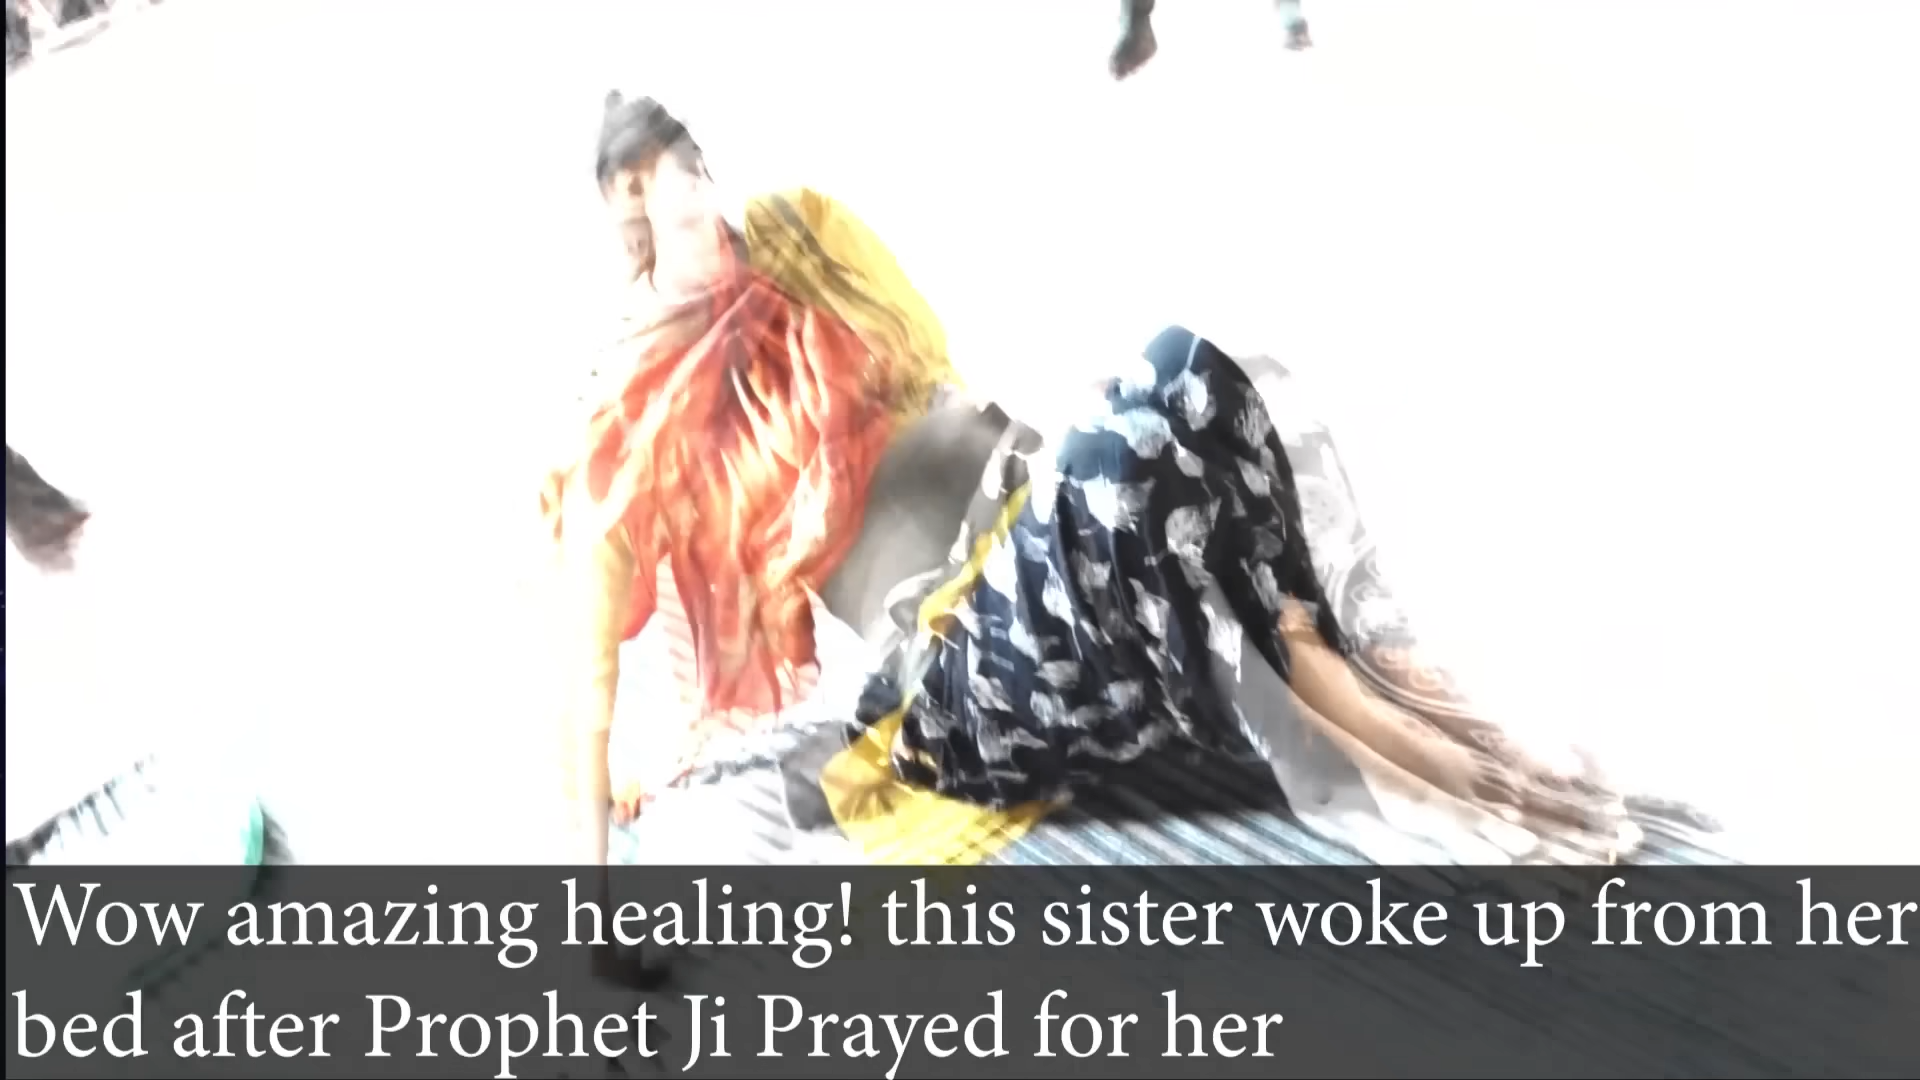 Wow amazing healing! this sister woke up from her
bed after Prophet Ji Prayed for her